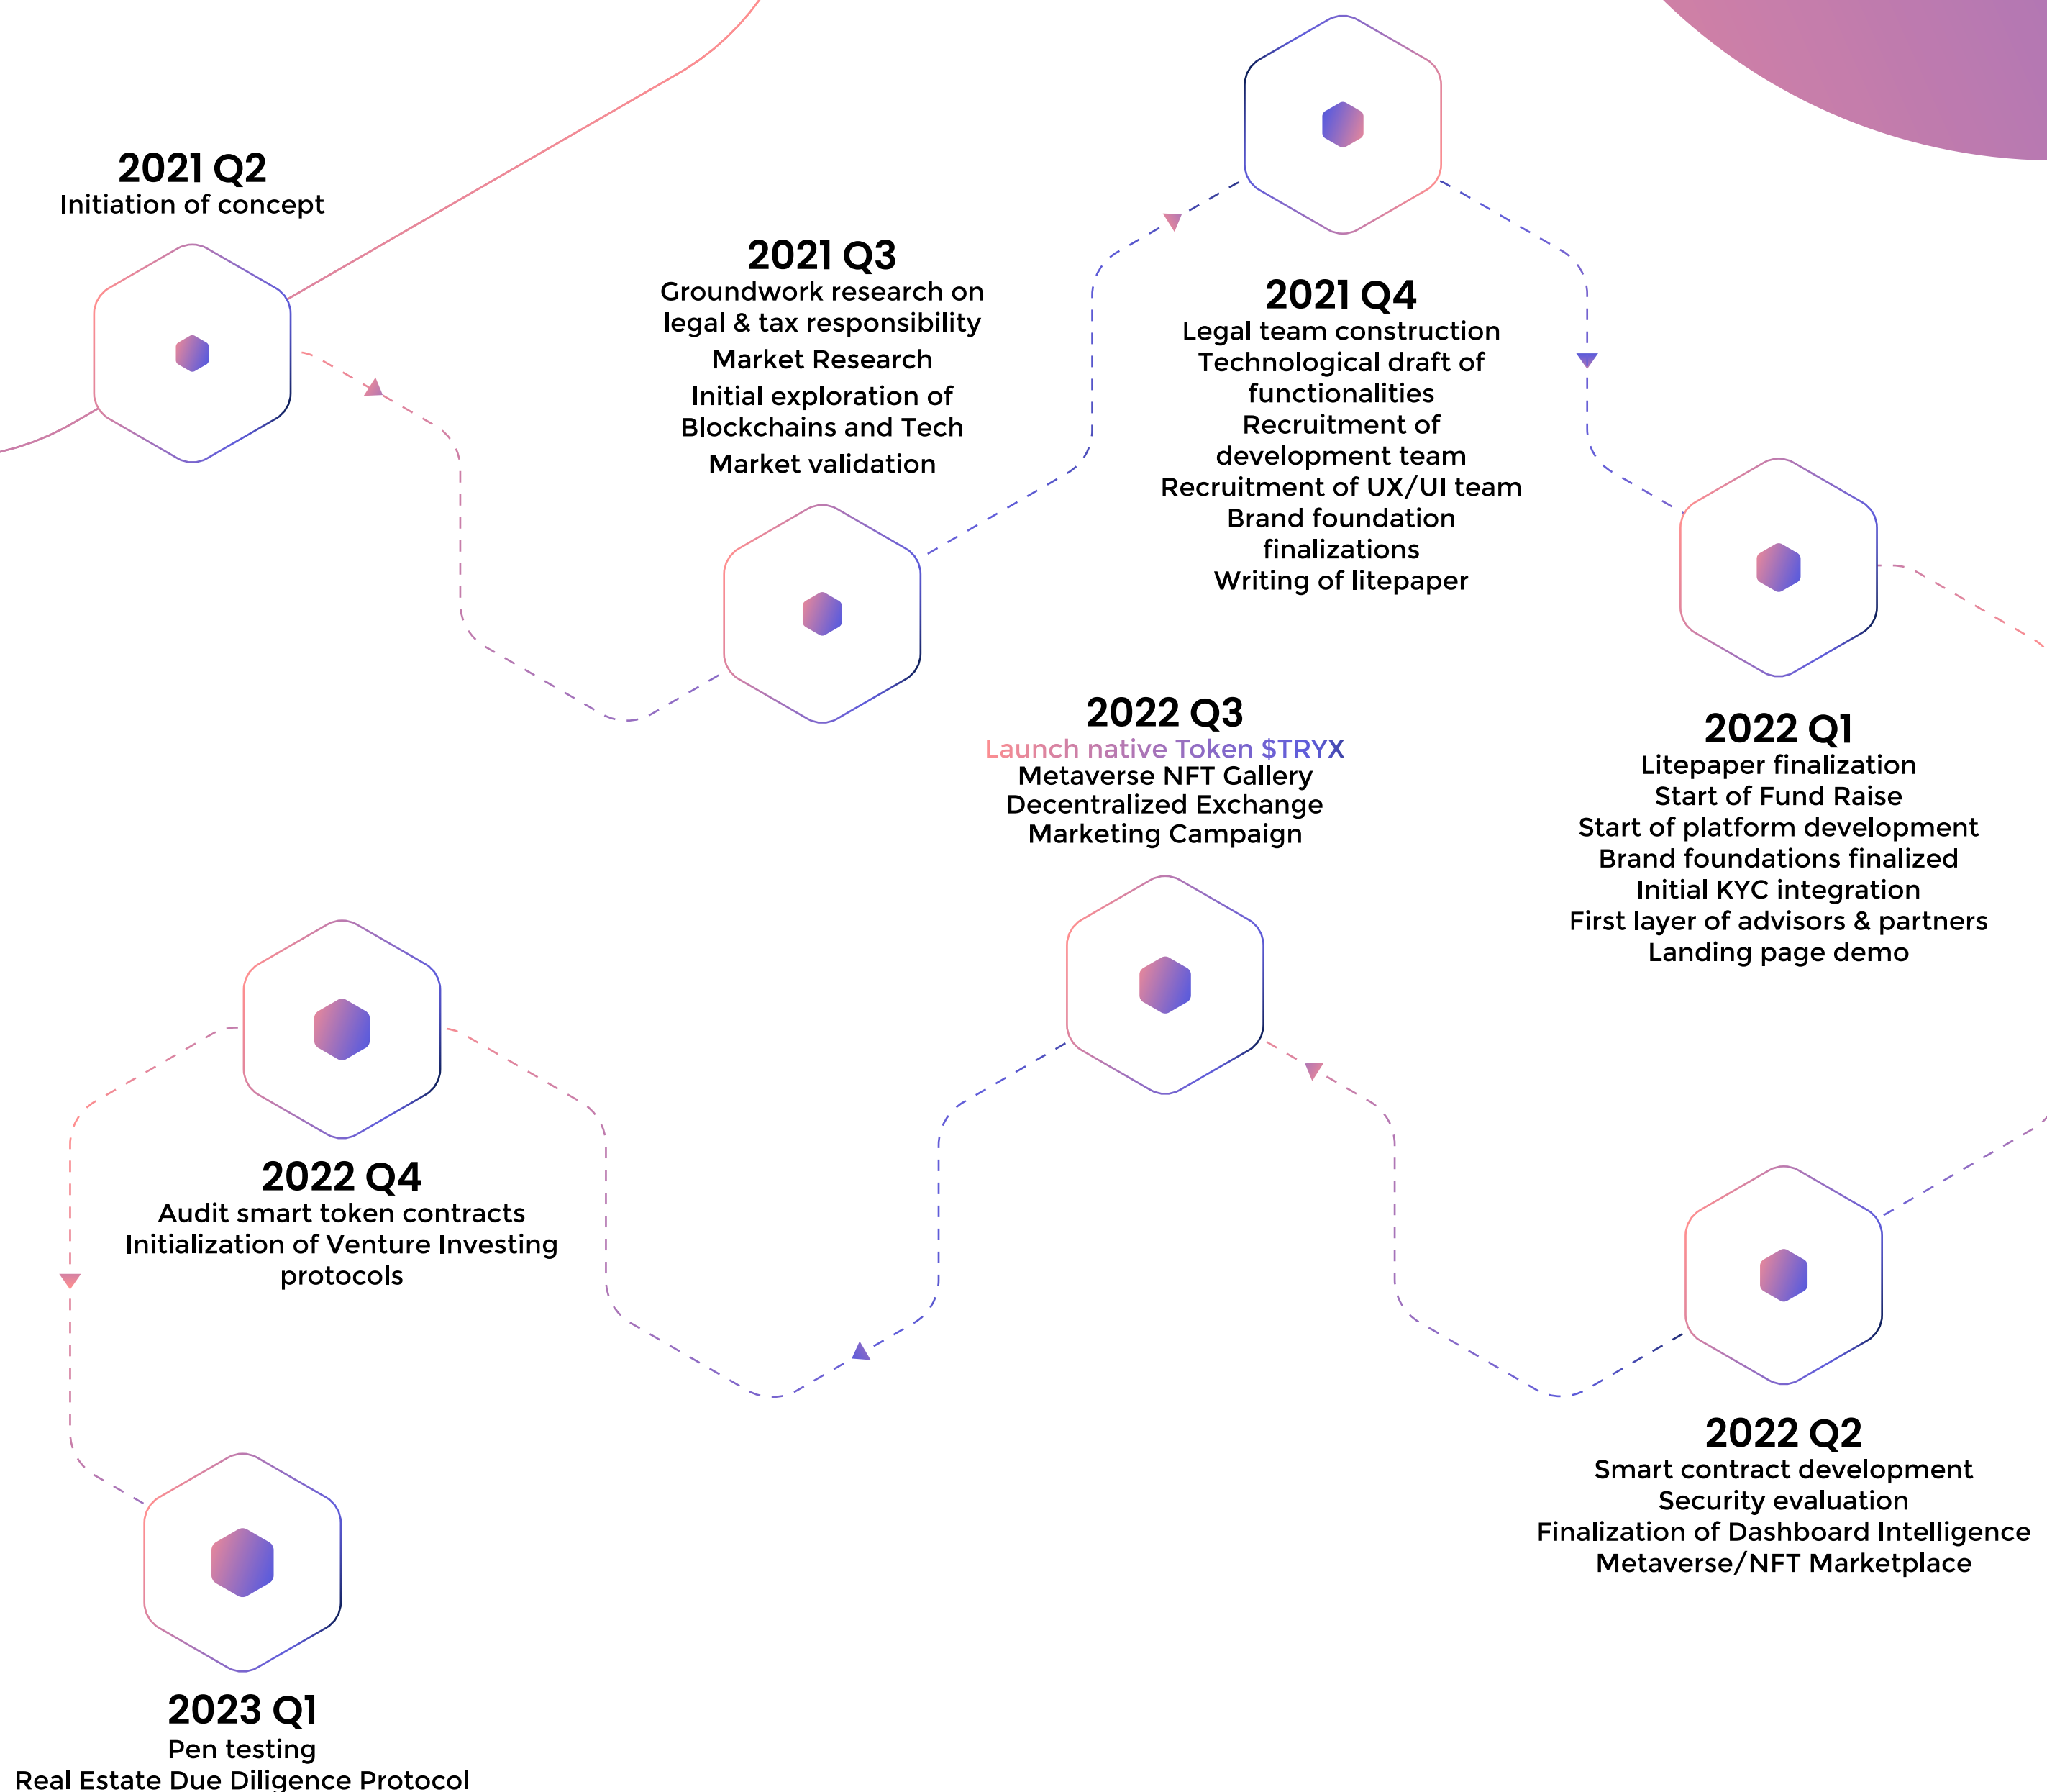 2021 Q2
Initiation of concept
2021 Q3
Groundwork research on
legal & tax responsibility
Market Research
Initial exploration of
Blockchains and Tech
Market validation
2021 Q4
Legal team construction
Technological draft of
functionalities
Recruitment of
development team
Recruitment of UX/UI team
Brand foundation
finalizations
Writing of litepaper
2022 Q1
Litepaper finalization
Start of Fund Raise
Start of platform development
Brand foundations finalized
Initial KYC integration
First layer of advisors & partners
Landing page demo
2022 Q2
Smart contract development
Security evaluation
Finalization of Dashboard Intelligence
Metaverse/NFT Marketplace
2022 Q3
Launch native Token $TRYX
Metaverse NFT Gallery
Decentralized Exchange
Marketing Campaign
2022 Q4
Audit smart token contracts
Initialization of Venture Investing
protocols
2023 Q1
Pen testing
Real Estate Due Diligence Protocol